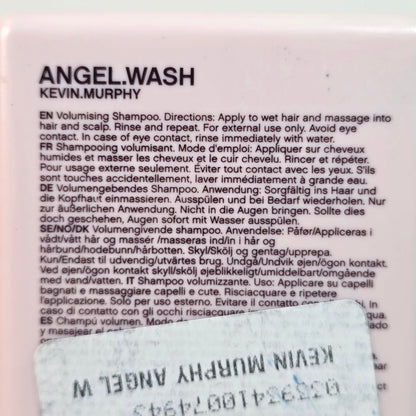 ANGEL.WASH
KEVIN.MURPHY
EN Volumising Shampoo. Directions: Apply to wet hair and massage into
hair and scalp. Rinse and repeat. For external use only. Avoid eye
contact. In case of eye contact, rinse immediately with water.
FR Shampooing volumisant. Mode d'emploi: Appliquer sur cheveux
humides et masser les cheveux et le cuir chevelu. Rincer et répéter.
Pour usage externe seulement. Éviter tout contact avec les yeux. S'ils
sont touches accidentellement, laver immédiatement à grande eau.
DE Volumengebendes Shampoo. Anwendung: Sorgfältig ins Haar und
die Kopfhaut einmassieren. Ausspülen und bei Bedarf wiederholen. Nur
zur äußerlichen Anwendung. Nicht in die Augen bringen. Sollte dies
doch geschehen, Augen sofort mit Wasser ausspülen.
SE/NO/DK Volumengivende shampoo. Anvendelse: Påfør/Appliceras i
vådt/vått hår og massér /masseras ind/in i hår og
hårbund/hodebunn/hårbotten. Skyl/Skölj og gentag/upprepa.
Kun/Endast til udvendig/utvärtes brug. Undgå/Undvik øjen/ögon kontakt.
Ved øjen/ögon kontakt skyll/skölj øjeblikkeligt/umiddelbart/omgående
med vand/vatten. IT Shampoo volumizzante. Uso: Applicare su capelli
bagnati e massaggiare capelli e cute. Risciacquare e ripetere
l'applicazione. Solo per uso esterno. Evitare il contatto con
caso di contatto con gli occhi risciacquare
ES Champú volumen. Modo
y masajear el
KEVIN MURPHY ANGEL W